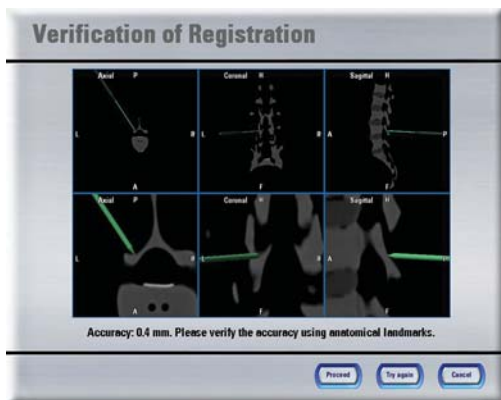 Verification of Registration
Axial P Coronal H Sagittal H
L R L R A P
A F F
Axial P Coronal H Sagittal H
L R L R A P
A F F
Accuracy: 0.4 mm. Please verify the accuracy using anatomical landmarks.
Proceed Try again Cancel